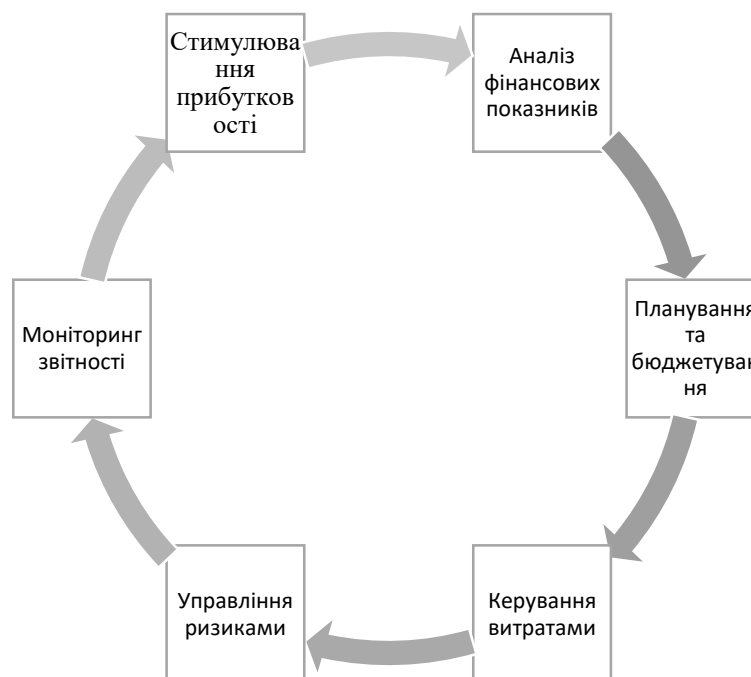 Стимулюва
ння
прибутков
ості
Аналіз
фінансових
показників
Планування
та
бюджетуван
ня
Керування
витратами
Управління
ризиками
Моніторинг
звітності